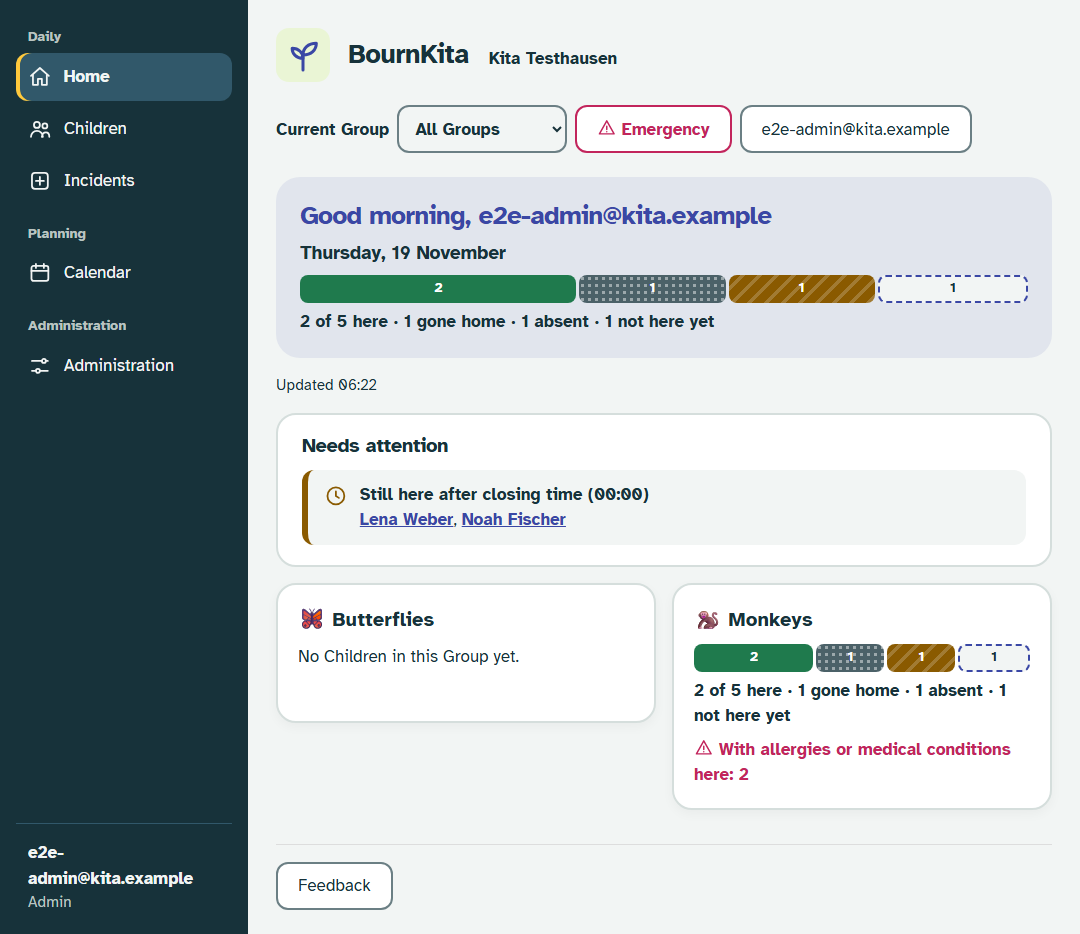 Daily
Home
Children
Incidents
Planning
Calendar
Administration
Administration
e2e-
admin@kita.example
Admin
BournKita Kita Testhausen
Current Group All Groups Emergency e2e-admin@kita.example
Good morning, e2e-admin@kita.example
Thursday, 19 November
2 1 1 1
2 of 5 here · 1 gone home · 1 absent · 1 not here yet
Updated 06:22
Needs attention
Still here after closing time (00:00)
Lena Weber, Noah Fischer
Butterflies
No Children in this Group yet.
Monkeys
2 1 1 1
2 of 5 here · 1 gone home · 1 absent · 1
not here yet
With allergies or medical conditions
here: 2
Feedback